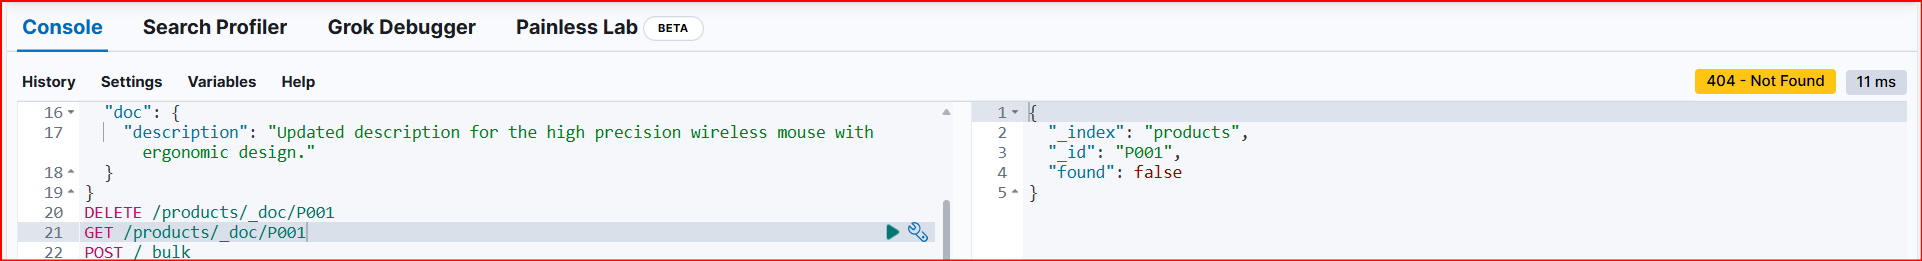 Console Search Profiler Grok Debugger Painless Lab BETA
History Settings Variables Help 404 - Not Found 11 ms
16 "doc": {
17 "description": "Updated description for the high precision wireless mouse with
ergonomic design."
18 }
19 }
20 DELETE /products/_doc/P001
21 GET /products/_doc/P001
22 POST /_bulk
1 {
2 "_index": "products",
3 "_id": "P001",
4 "found": false
5 }